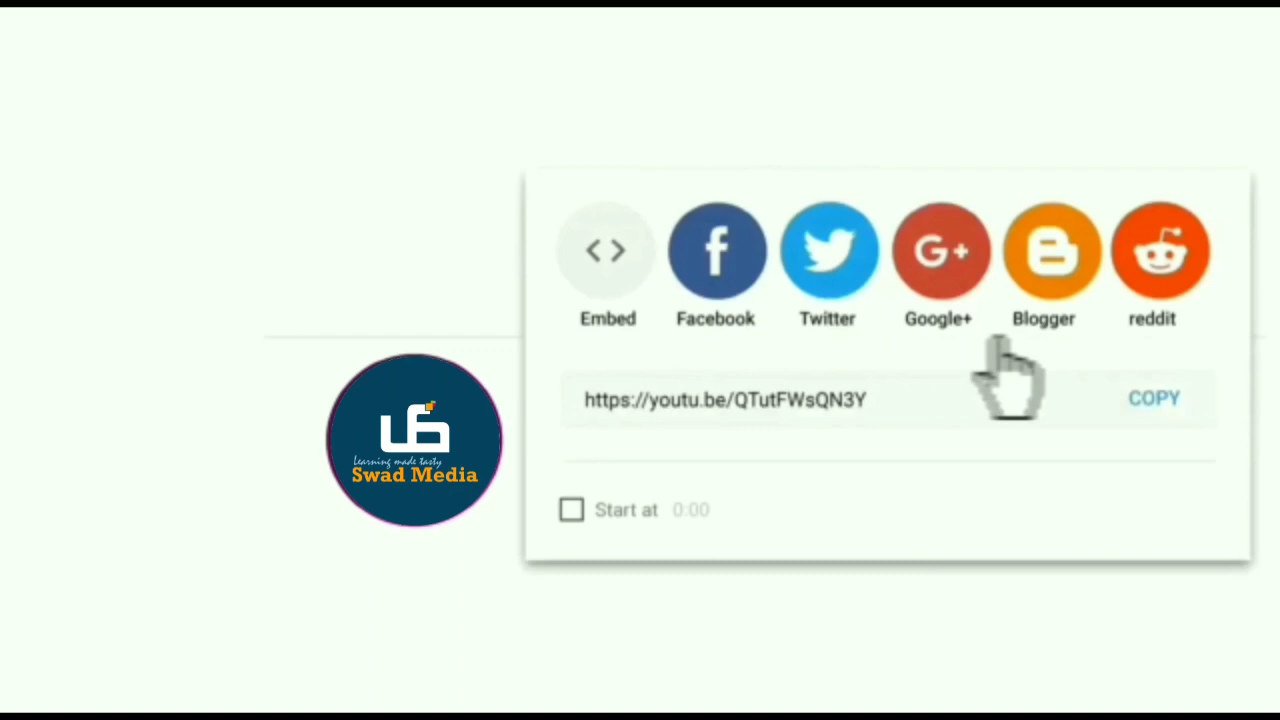 Embed Facebook Twitter Google+ Blogger reddit
https://youtu.be/QTutFWsQN3Y COPY
Start at 0:00
Learning made tasty
Swad Media